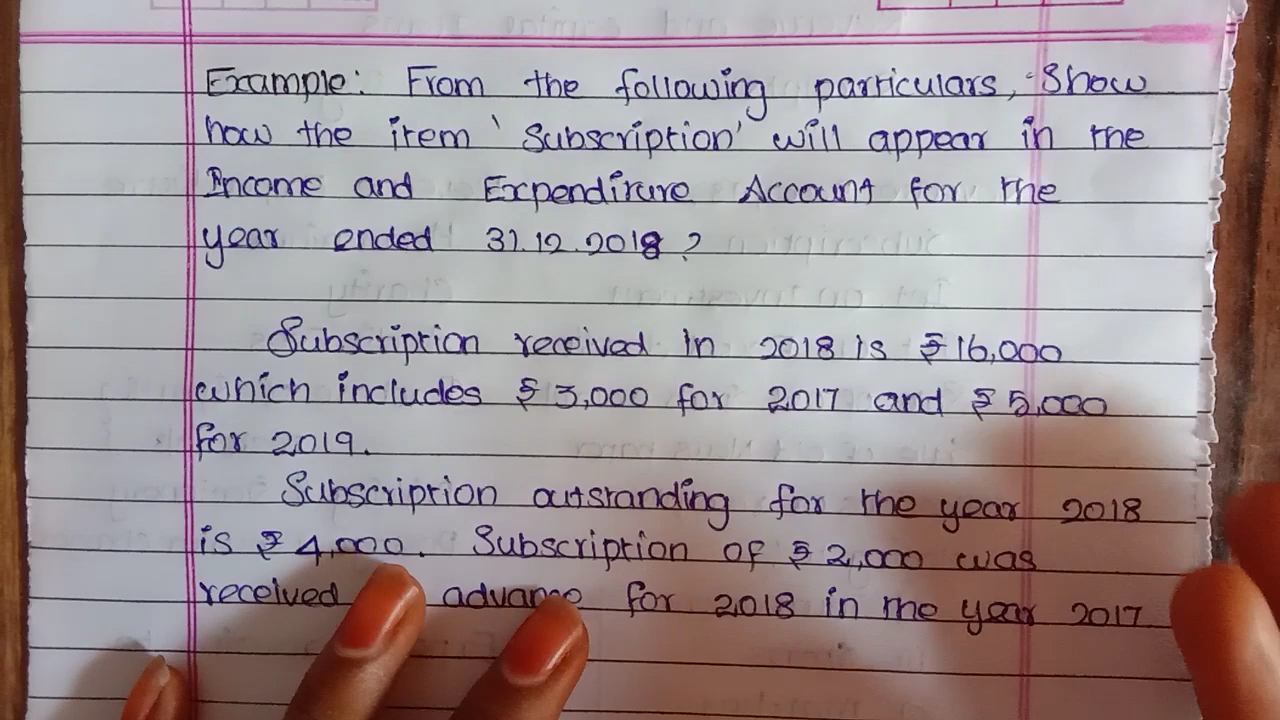 Example: From the following particulars, Show
how the item 'Subscription' will appear in the
Income and Expenditure Account for the
year ended 31.12.2018?
Subscription received in 2018 is ₹16,000
which includes ₹3,000 for 2017 and ₹5,000
for 2019.
Subscription outstanding for the year 2018
is ₹4,000. Subscription of ₹2,000 was
received advance for 2018 in the year 2017